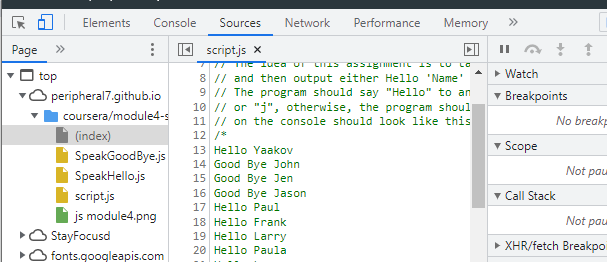 Elements Console Sources Network Performance Memory »
Page »
script.js ×
top
peripheral7.github.io
coursera/module4-s
(index)
SpeakGoodBye.js
SpeakHello.js
script.js
js module4.png
StayFocusd
fonts.googleapis.com
7 // The idea of this assignment is to ta
8 // and then output either Hello 'Name'
9 // The program should say "Hello" to an
10 // or "j", otherwise, the program shoul
11 // on the console should look like this
12 /*
13 Hello Yaakov
14 Good Bye John
15 Good Bye Jen
16 Good Bye Jason
17 Hello Paul
18 Hello Frank
19 Hello Larry
20 Hello Paula
Watch
Breakpoints
No breakp
Scope
Not pau
Call Stack
Not pau
XHR/fetch Breakpoi